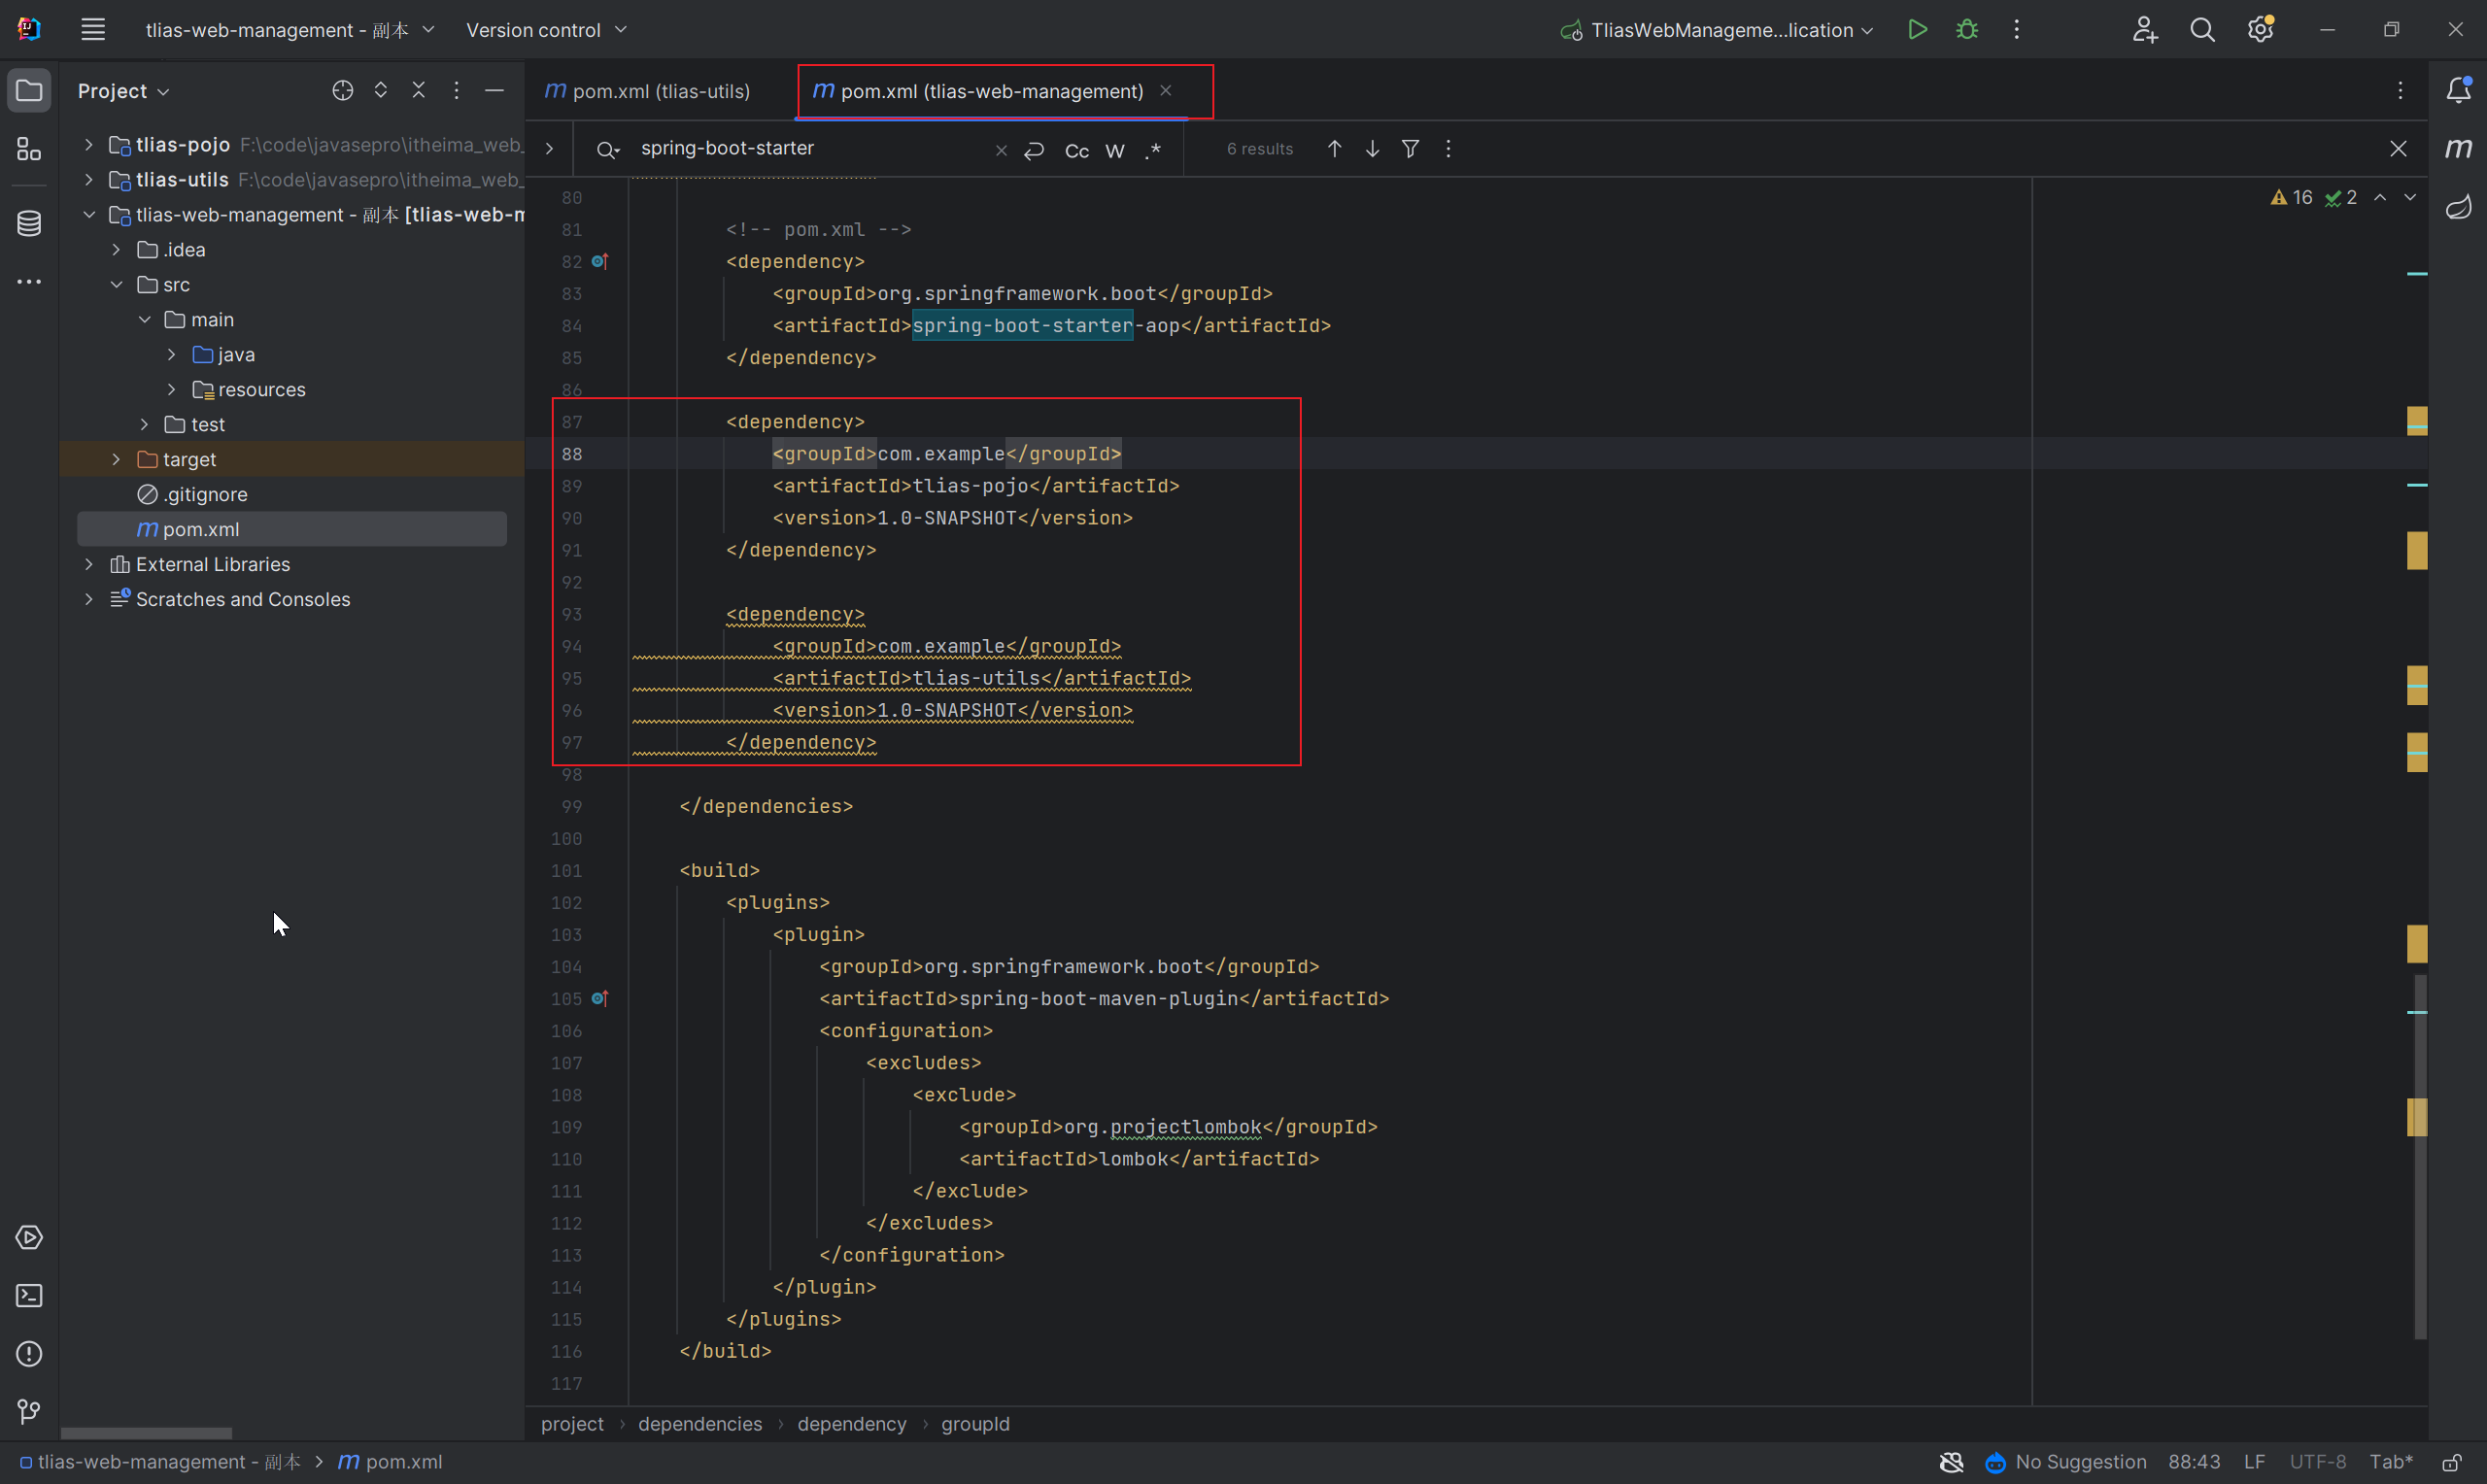 tlias-web-management - 副本
Version control
TliasWebManageme...lication
Project
pom.xml (tlias-utils)
pom.xml (tlias-web-management)
tlias-pojo F:\code\javasepro\itheima_web_
tlias-utils F:\code\javasepro\itheima_web_
tlias-web-management - 副本 [tlias-web-m
.idea
src
main
java
resources
test
target
.gitignore
pom.xml
External Libraries
Scratches and Consoles
spring-boot-starter
Cc W .*
6 results
16 2
80
81 <!-- pom.xml -->
82 <dependency>
83 <groupId>org.springframework.boot</groupId>
84 <artifactId>spring-boot-starter-aop</artifactId>
85 </dependency>
86
87 <dependency>
88 <groupId>com.example</groupId>
89 <artifactId>tlias-pojo</artifactId>
90 <version>1.0-SNAPSHOT</version>
91 </dependency>
92
93 <dependency>
94 <groupId>com.example</groupId>
95 <artifactId>tlias-utils</artifactId>
96 <version>1.0-SNAPSHOT</version>
97 </dependency>
98
99 </dependencies>
100
101 <build>
102 <plugins>
103 <plugin>
104 <groupId>org.springframework.boot</groupId>
105 <artifactId>spring-boot-maven-plugin</artifactId>
106 <configuration>
107 <excludes>
108 <exclude>
109 <groupId>org.projectlombok</groupId>
110 <artifactId>lombok</artifactId>
111 </exclude>
112 </excludes>
113 </configuration>
114 </plugin>
115 </plugins>
116 </build>
117
project > dependencies > dependency > groupId
tlias-web-management - 副本 > pom.xml
No Suggestion 88:43 LF UTF-8 Tab*